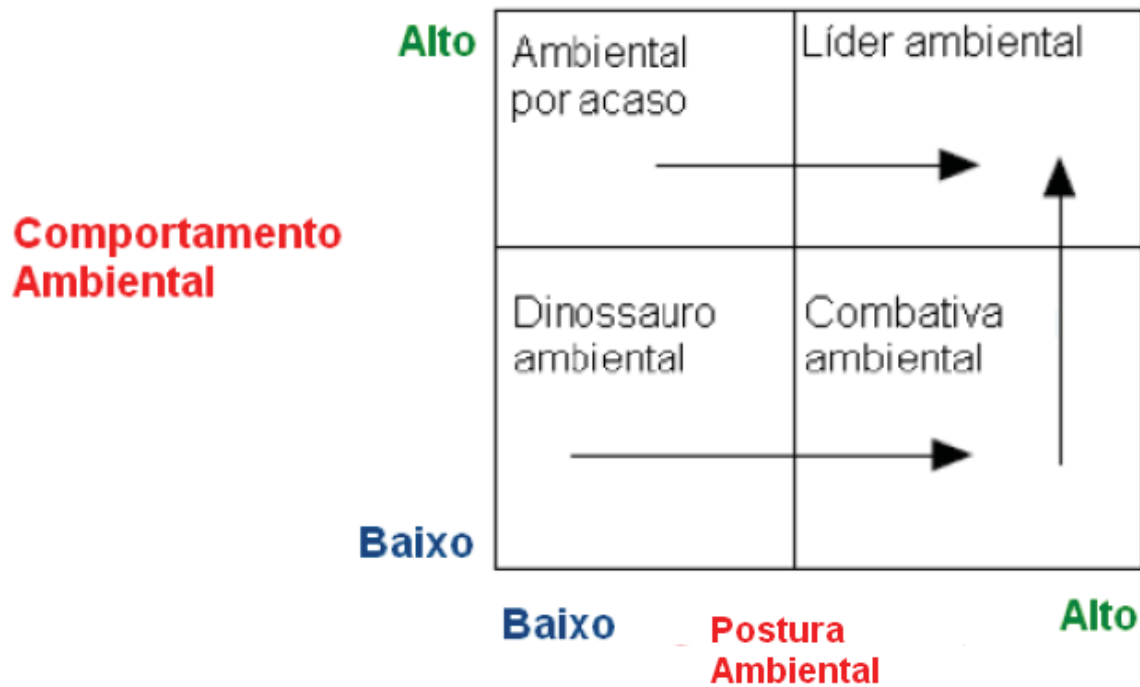 Alto
Ambiental
por acaso
Líder ambiental
Comportamento
Ambiental
Dinossauro
ambiental
Combativa
ambiental
Baixo
Baixo
Postura
Ambiental
Alto